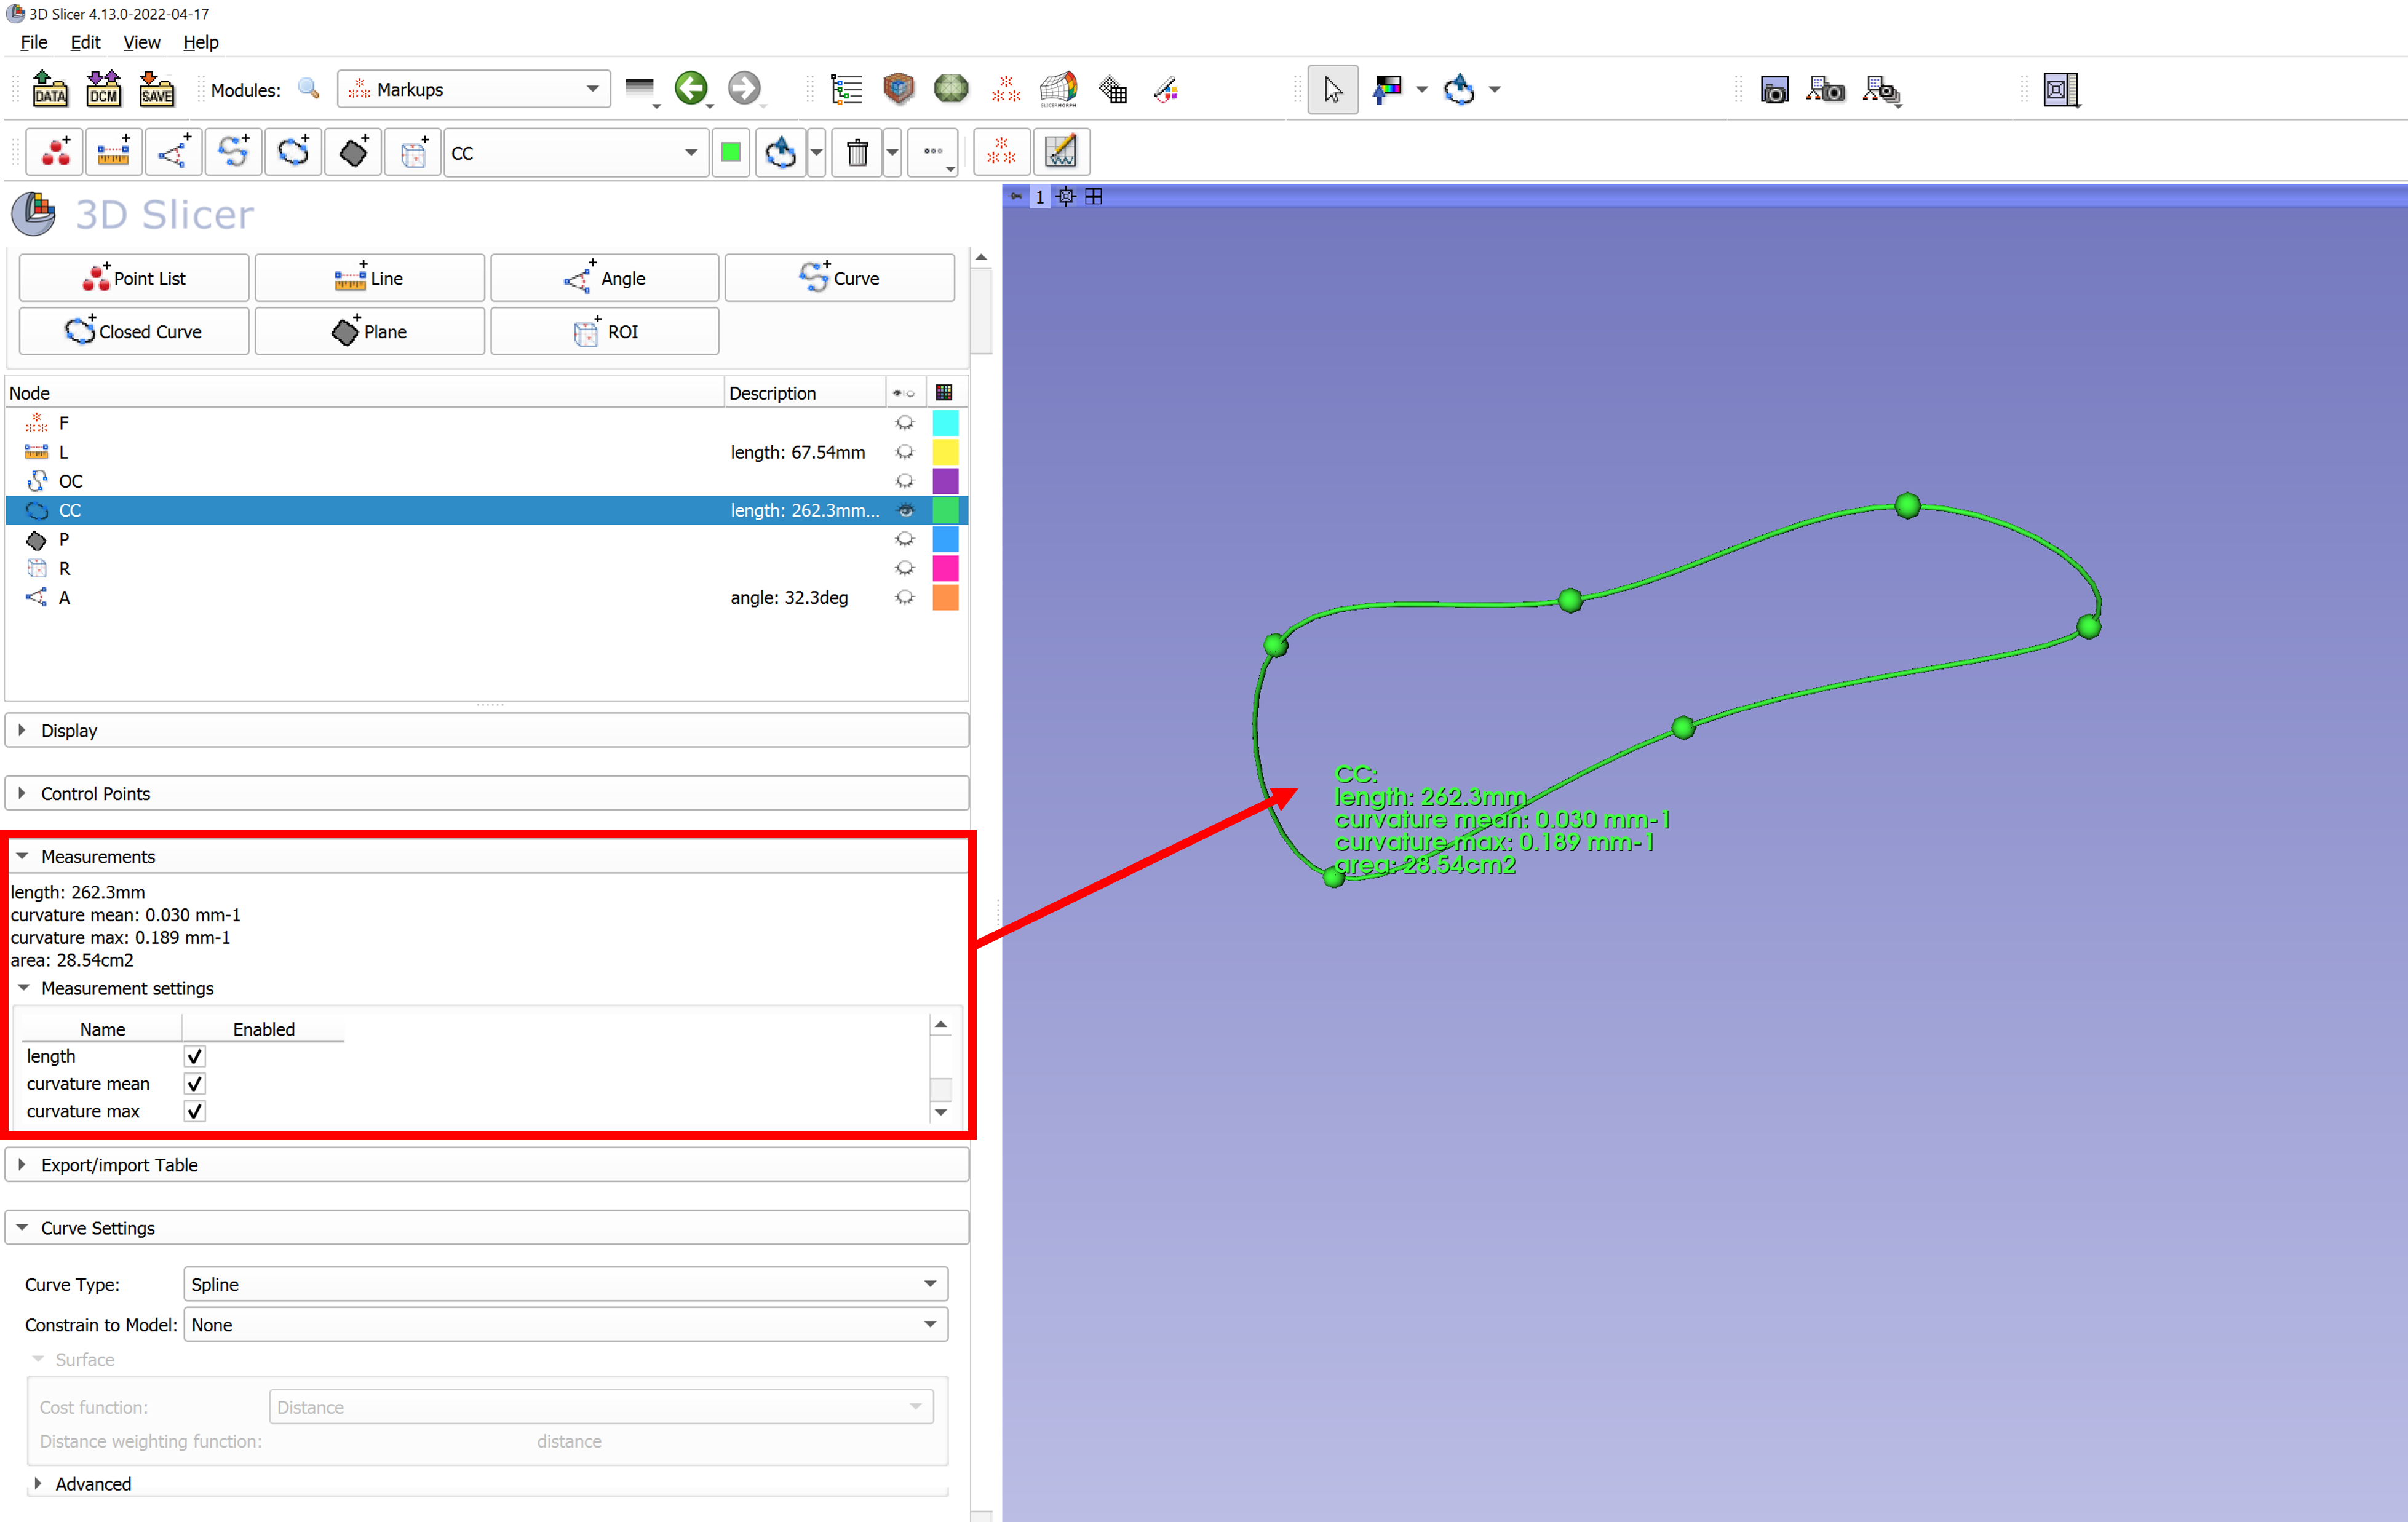 3D Slicer 4.13.0-2022-04-17
File Edit View Help
DATA DCM SAVE Modules: Markups
CC
3D Slicer
1
Point List Line Angle Curve
Closed Curve Plane ROI
Node Description
F
L length: 67.54mm
OC
CC length: 262.3mm...
P
R
A angle: 32.3deg
Display
Control Points
Measurements
length: 262.3mm
curvature mean: 0.030 mm-1
curvature max: 0.189 mm-1
area: 28.54cm2
Measurement settings
Name Enabled
length
curvature mean
curvature max
Export/import Table
Curve Settings
Curve Type: Spline
Constrain to Model: None
Surface
Cost function: Distance
Distance weighting function: distance
Advanced
CC:
length: 262.3mm
curvature mean: 0.030 mm-1
curvature max: 0.189 mm-1
area: 28.54cm2